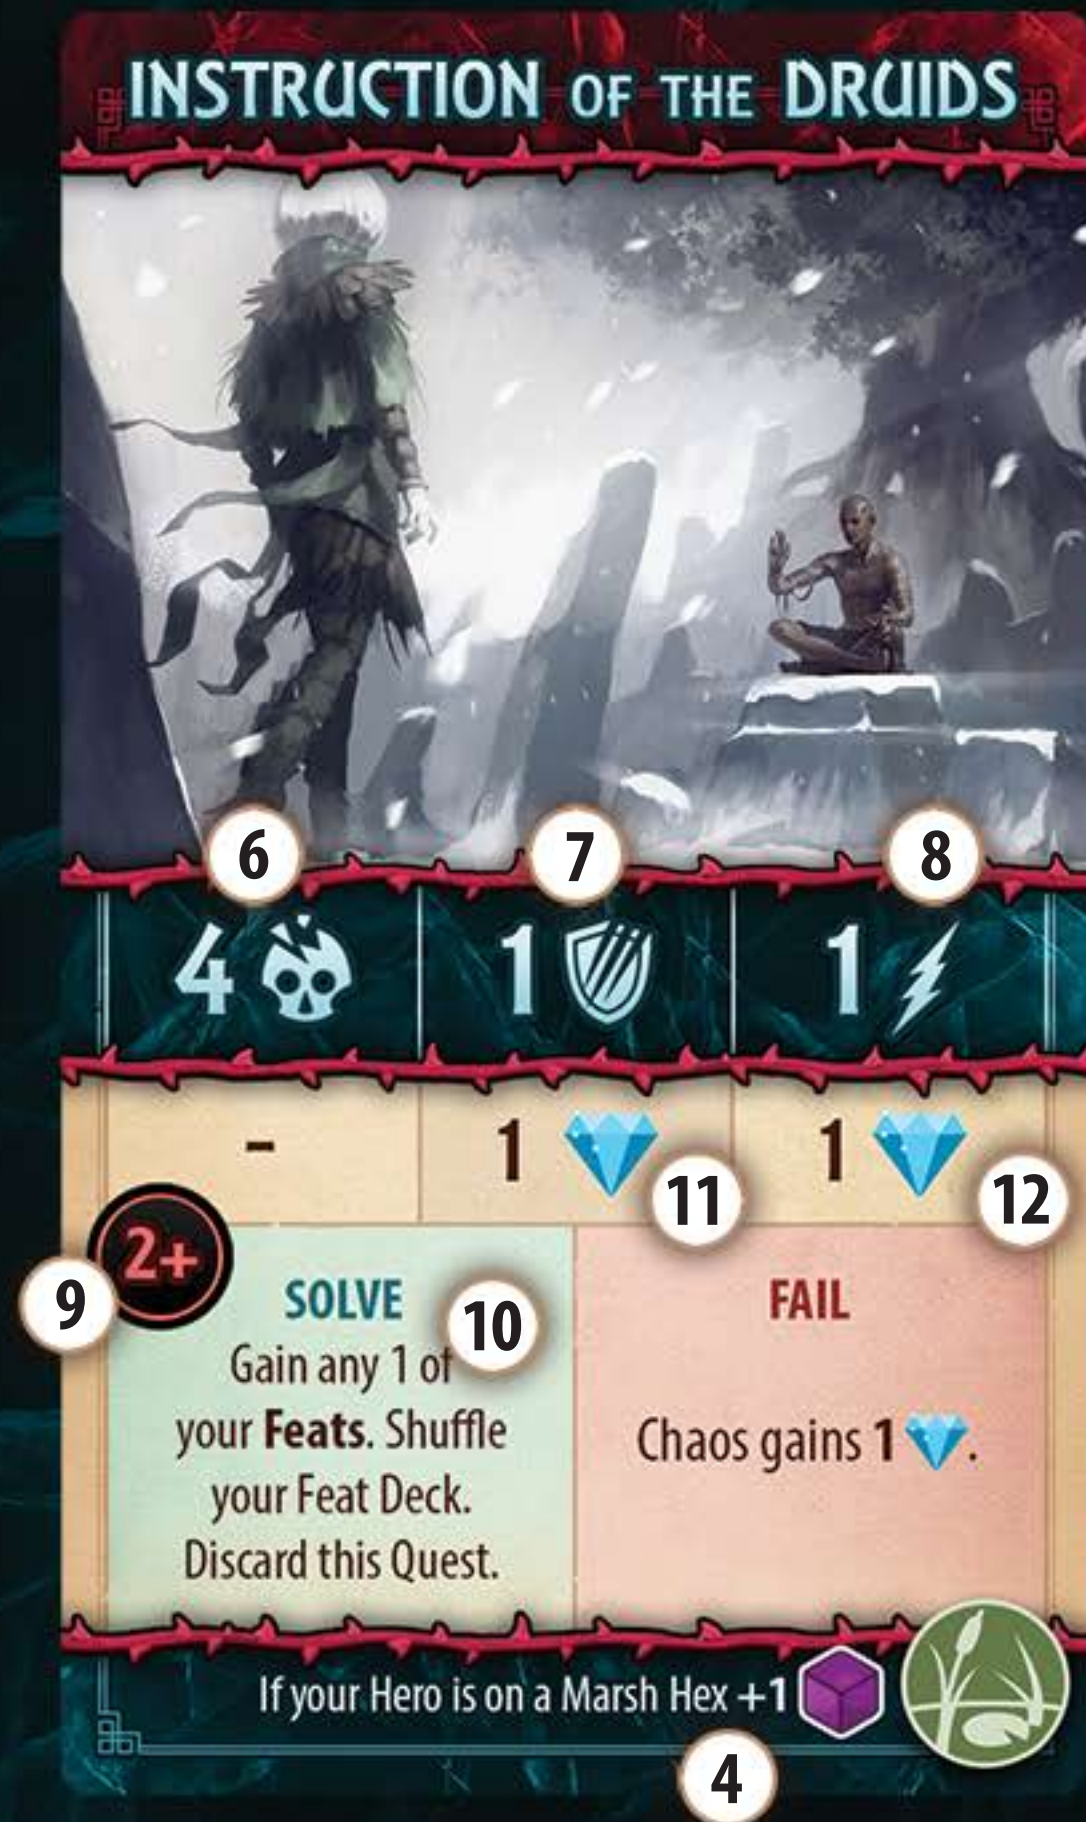 INSTRUCTION OF THE DRUIDS
6 7 8
4 1 1
- 1 1
11 12
2+
9
SOLVE
10
Gain any 1 of
your Feats. Shuffle
your Feat Deck.
Discard this Quest.
FAIL
Chaos gains 1 .
If your Hero is on a Marsh Hex +1
4